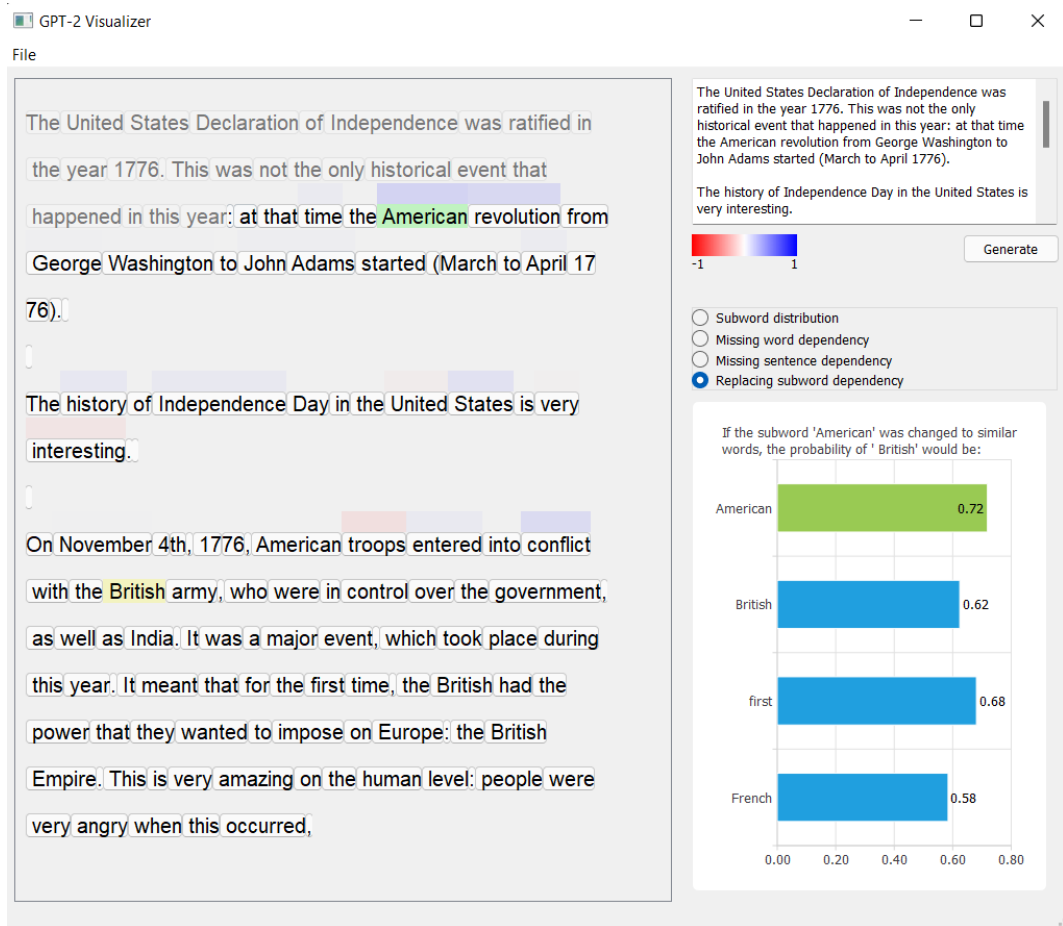 GPT-2 Visualizer
File
The United States Declaration of Independence was ratified in
the year 1776. This was not the only historical event that
happened in this year: at that time the American revolution from
George Washington to John Adams started (March to April 17
76).
The history of Independence Day in the United States is very
interesting.
On November 4th, 1776, American troops entered into conflict
with the British army, who were in control over the government,
as well as India. It was a major event, which took place during
this year. It meant that for the first time, the British had the
power that they wanted to impose on Europe: the British
Empire. This is very amazing on the human level: people were
very angry when this occurred,
The United States Declaration of Independence was
ratified in the year 1776. This was not the only
historical event that happened in this year: at that time
the American revolution from George Washington to
John Adams started (March to April 1776).
The history of Independence Day in the United States is
very interesting.
-1 1
Generate
Subword distribution
Missing word dependency
Missing sentence dependency
Replacing subword dependency
If the subword 'American' was changed to similar
words, the probability of ' British' would be:
American 0.72
British 0.62
first 0.68
French 0.58
0.00 0.20 0.40 0.60 0.80